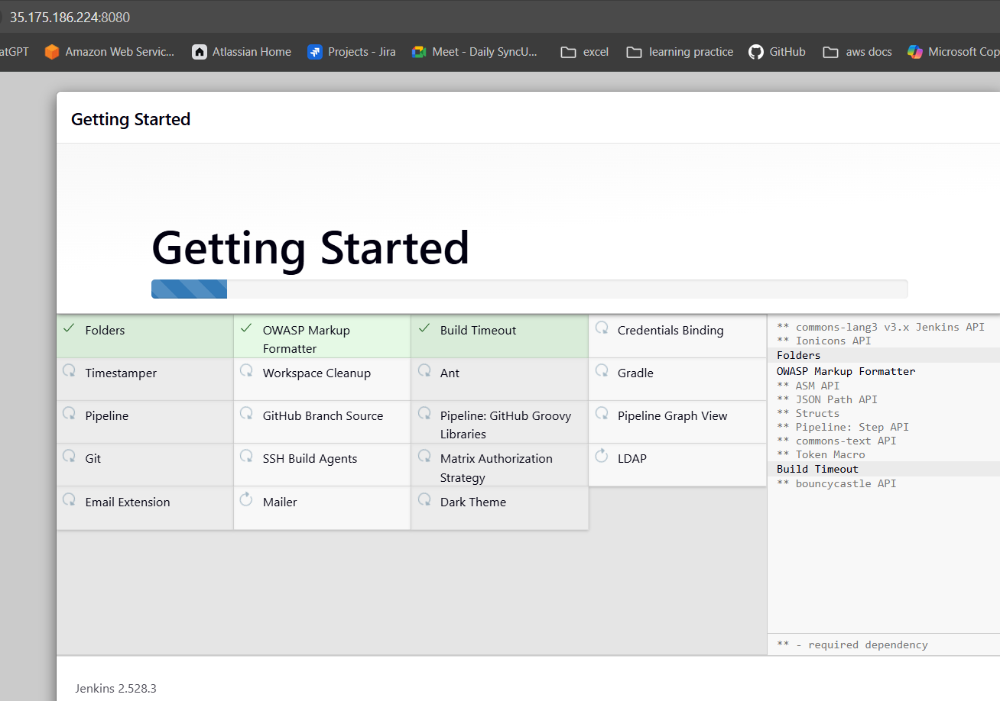 35.175.186.224:8080
atGPT
Amazon Web Servic...
Atlassian Home
Projects - Jira
Meet - Daily SyncU...
excel
learning practice
GitHub
aws docs
Microsoft Cop
Getting Started
Getting Started
Folders
OWASP Markup
Formatter
Build Timeout
Credentials Binding
Timestamper
Workspace Cleanup
Ant
Gradle
Pipeline
GitHub Branch Source
Pipeline: GitHub Groovy
Libraries
Pipeline Graph View
Git
SSH Build Agents
Matrix Authorization
Strategy
LDAP
Email Extension
Mailer
Dark Theme
** commons-lang3 v3.x Jenkins API
** Ionicons API
Folders
OWASP Markup Formatter
** ASM API
** JSON Path API
** Structs
** Pipeline: Step API
** commons-text API
** Token Macro
Build Timeout
** bouncycastle API
** - required dependency
Jenkins 2.528.3